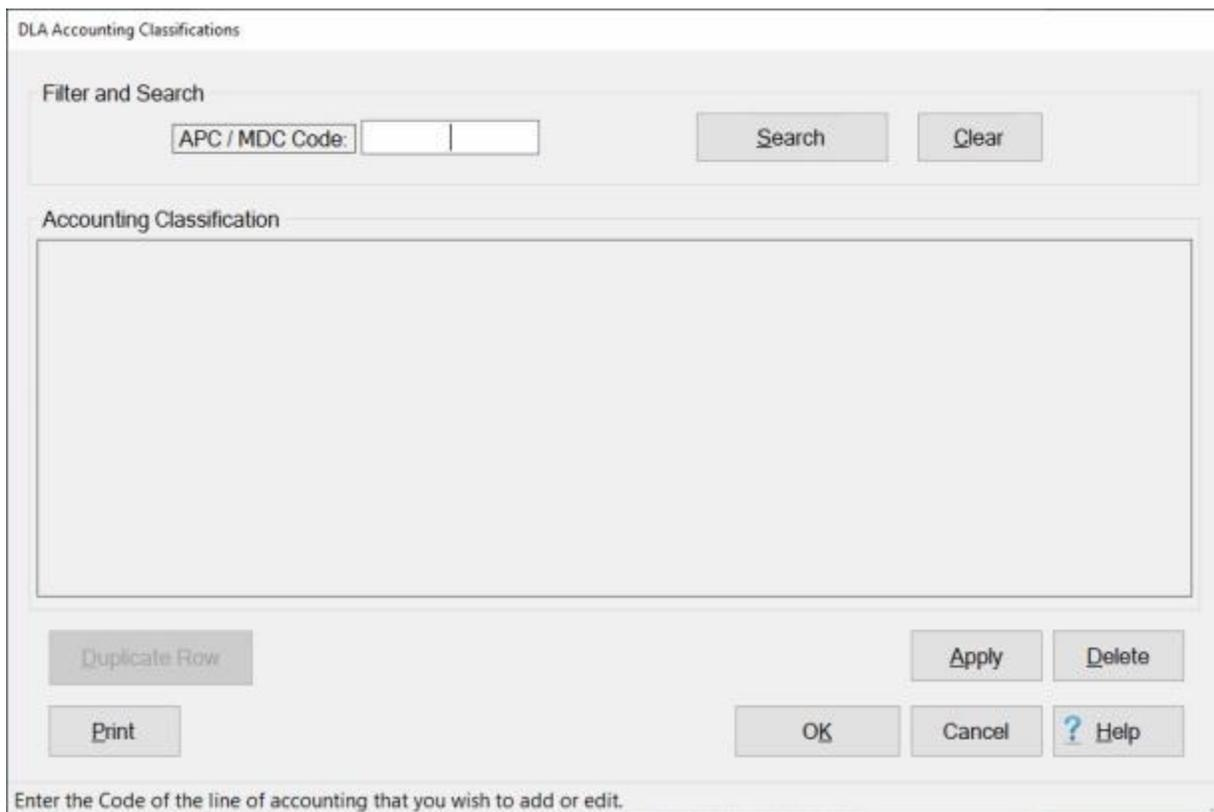 DLA Accounting Classifications
Filter and Search
APC / MDC Code:
Search
Clear
Accounting Classification
Duplicate Row
Apply
Delete
Print
OK
Cancel
? Help
Enter the Code of the line of accounting that you wish to add or edit.